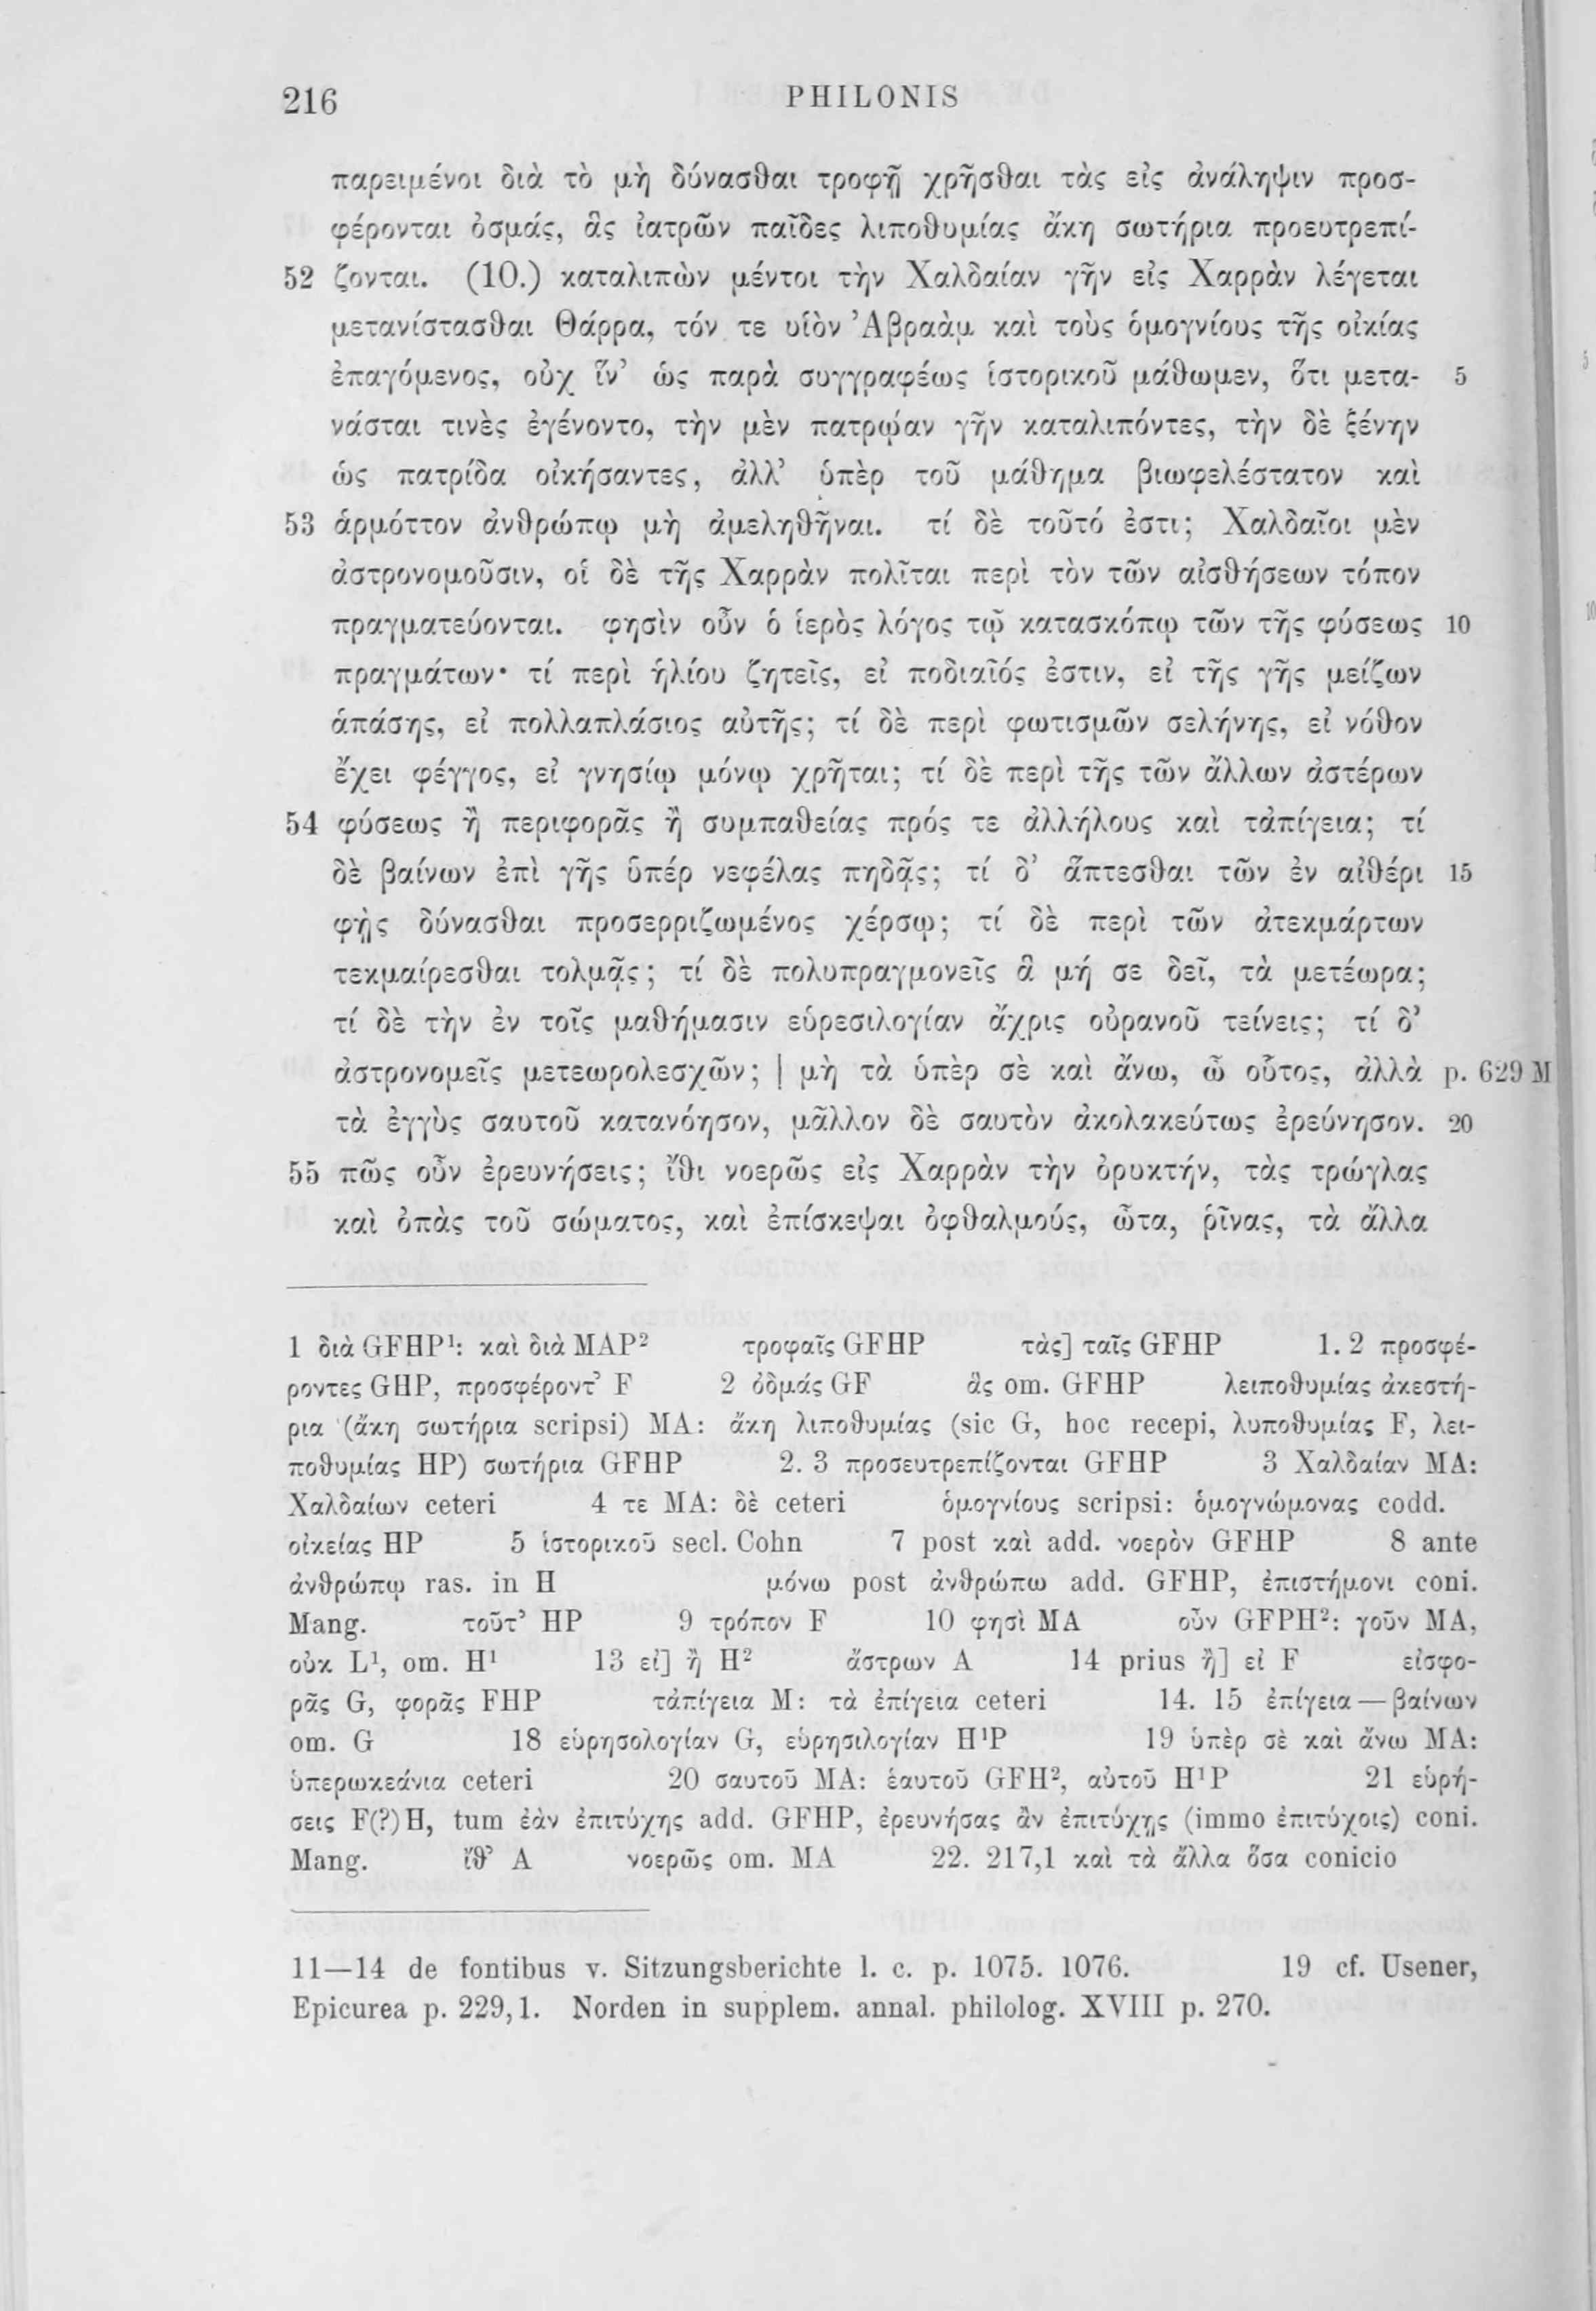 216 PHILONIS
παρειμένοι διὰ τὸ μὴ δύνασθαι τροφῇ χρῆσθαι τὰς εἰς ἀνάληψιν προσ-
φέρονται ὀσμάς, ἃς ἰατρῶν παῖδες λιποθυμίας ἄκη σωτήρια προευτρεπί-
52 ζονται. (10.) καταλιπὼν μέντοι τὴν Χαλδαίαν γῆν εἰς Χαρρὰν λέγεται
μετανίστασθαι Θάρρα, τόν τε υἱὸν Ἀβραὰμ καὶ τοὺς ὁμογνίους τῆς οἰκίας
ἐπαγόμενος, οὐχ ἵν’ ὡς παρὰ συγγραφέως ἱστορικοῦ μάθωμεν, ὅτι μετα- 5
νάσται τινὲς ἐγένοντο, τὴν μὲν πατρῴαν γῆν καταλιπόντες, τὴν δὲ ξένην
ὡς πατρίδα οἰκήσαντες, ἀλλ’ ὑπὲρ τοῦ μάθημα βιωφελέστατον καὶ
53 ἁρμόττον ἀνθρώπῳ μὴ ἀμεληθῆναι. τί δὲ τοῦτό ἐστι; Χαλδαῖοι μὲν
ἀστρονομοῦσιν, οἱ δὲ τῆς Χαρρὰν πολῖται περὶ τὸν τῶν αἰσθήσεων τόπον
πραγματεύονται. φησὶν οὖν ὁ ἱερὸς λόγος τῷ κατασκόπῳ τῶν τῆς φύσεως 10
πραγμάτων· τί περὶ ἡλίου ζητεῖς, εἰ ποδιαῖός ἐστιν, εἰ τῆς γῆς μείζων
ἁπάσης, εἰ πολλαπλάσιος αὐτῆς; τί δὲ περὶ φωτισμῶν σελήνης, εἰ νόθον
ἔχει φέγγος, εἰ γνησίῳ μόνῳ χρῆται; τί δὲ περὶ τῆς τῶν ἄλλων ἀστέρων
54 φύσεως ἢ περιφορᾶς ἢ συμπαθείας πρός τε ἀλλήλους καὶ τἀπίγεια; τί
δὲ βαίνων ἐπὶ γῆς ὑπὲρ νεφέλας πηδᾷς; τί δ’ ἅπτεσθαι τῶν ἐν αἰθέρι 15
φῂς δύνασθαι προσερριζωμένος χέρσῳ; τί δὲ περὶ τῶν ἀτεκμάρτων
τεκμαίρεσθαι τολμᾷς; τί δὲ πολυπραγμονεῖς ἃ μή σε δεῖ, τὰ μετέωρα;
τί δὲ τὴν ἐν τοῖς μαθήμασιν εὑρεσιλογίαν ἄχρις οὐρανοῦ τείνεις; τί δ’
ἀστρονομεῖς μετεωρολεσχῶν; | μὴ τὰ ὑπὲρ σὲ καὶ ἄνω, ὦ οὗτος, ἀλλὰ p. 629 M
τὰ ἐγγὺς σαυτοῦ κατανόησον, μᾶλλον δὲ σαυτὸν ἀκολακεύτως ἐρεύνησον. 20
55 πῶς οὖν ἐρευνήσεις; ἴθι νοερῶς εἰς Χαρρὰν τὴν ὀρυκτήν, τὰς τρώγλας
καὶ ὀπὰς τοῦ σώματος, καὶ ἐπίσκεψαι ὀφθαλμούς, ὦτα, ῥῖνας, τὰ ἄλλα
1 διὰ GFHP¹: καὶ διὰ MAP² τροφαῖς GFHP τὰς] ταῖς GFHP 1. 2 προσφέ-
ροντες GHP, προσφέροντ’ F 2 ὀδμάς GF ἃς om. GFHP λειποθυμίας ἀκεστή-
ρια (ἄκη σωτήρια scripsi) MA: ἄκη λιποθυμίας (sic G, hoc recepi, λυποθυμίας F, λει-
ποθυμίας HP) σωτήρια GFHP 2. 3 προσευτρεπίζονται GFHP 3 Χαλδαίαν MA:
Χαλδαίων ceteri 4 τε MA: δὲ ceteri ὁμογνίους scripsi: ὁμογνώμονας codd.
οἰκείας HP 5 ἱστορικοῦ secl. Cohn 7 post καὶ add. νοερὸν GFHP 8 ante
ἀνθρώπῳ ras. in H μόνω post ἀνθρώπω add. GFHP, ἐπιστήμονι coni.
Mang. τοῦτ’ HP 9 τρόπον F 10 φησὶ MA οὖν GFPH²: γοῦν MA,
οὐκ L¹, om. H¹ 13 εἰ] ἢ H² ἄστρων A 14 prius ἢ] εἰ F εἰσφο-
ρᾶς G, φορᾶς FHP τἀπίγεια M: τὰ ἐπίγεια ceteri 14. 15 ἐπίγεια — βαίνων
om. G 18 εὑρησολογίαν G, εὑρησιλογίαν H¹P 19 ὑπὲρ σὲ καὶ ἄνω MA:
ὑπερωκεάνια ceteri 20 σαυτοῦ MA: ἑαυτοῦ GFH², αὐτοῦ H¹P 21 εὑρή-
σεις F(?)H, tum ἐὰν ἐπιτύχης add. GFHP, ἐρευνήσας ἂν ἐπιτύχῃς (immo ἐπιτύχοις) coni.
Mang. ἴθ’ A νοερῶς om. MA 22. 217,1 καὶ τὰ ἄλλα ὅσα conicio
11—14 de fontibus v. Sitzungsberichte l. c. p. 1075. 1076. 19 cf. Usener,
Epicurea p. 229,1. Norden in supplem. annal. philolog. XVIII p. 270.